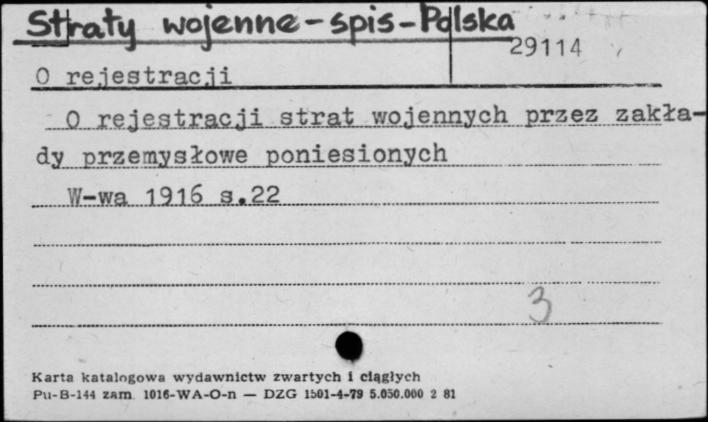 Straty wojenne-spis-Polska
29114
O rejestracji
O rejestracji strat wojennych przez zakła-
dy przemysłowe poniesionych
W-wa 1916 s.22
3
Karta katalogowa wydawnictw zwartych i ciągłych
Pu-B-144 zam. 1016-WA-O-n — DZG 1501-4-79 5.050.000 2 81